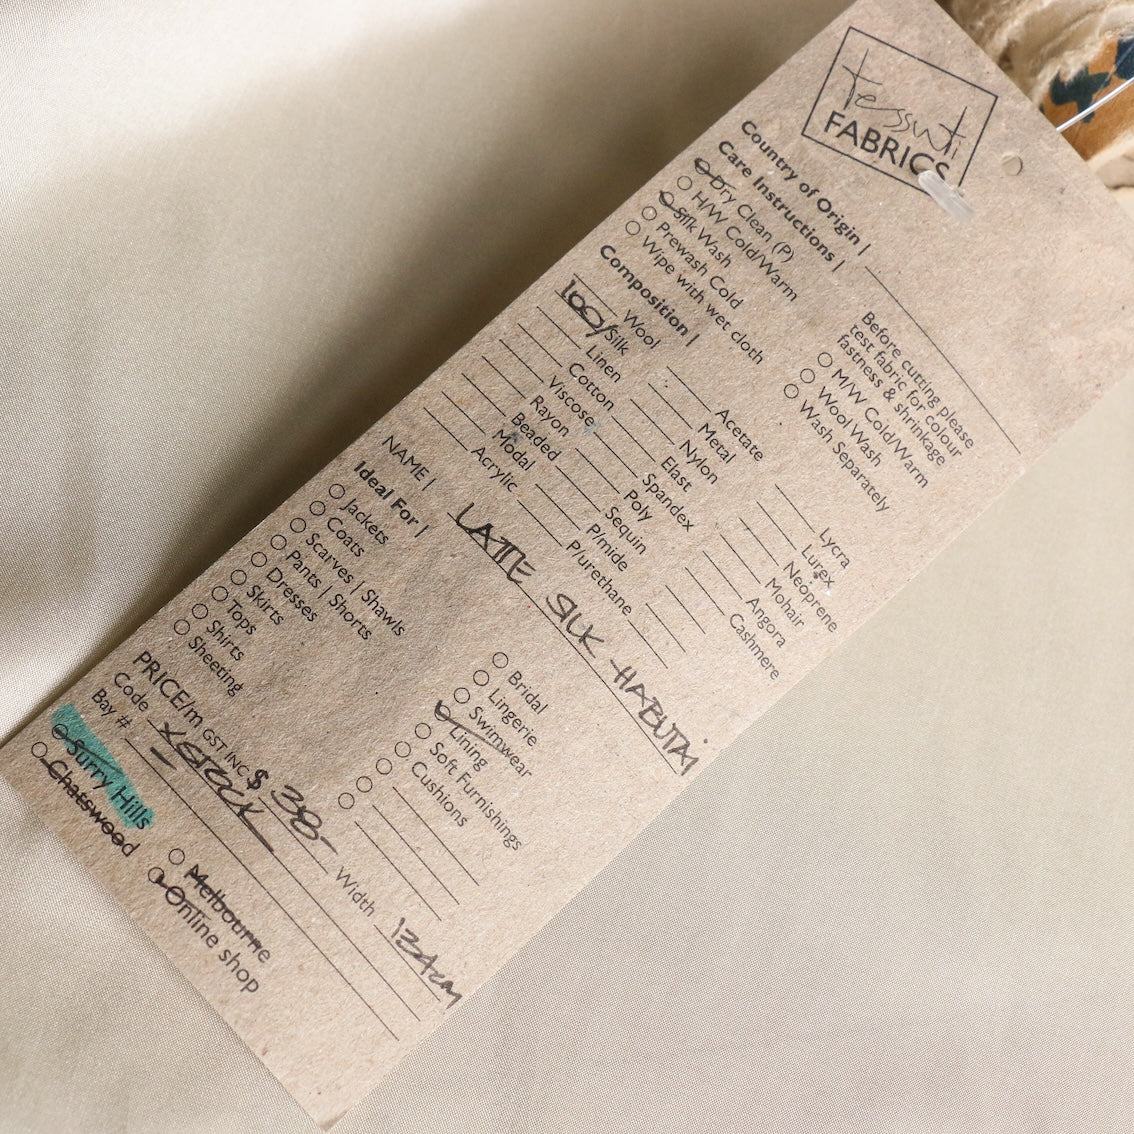 tessuti
FABRICS
Country of Origin |
Care Instructions |
Dry Clean (P)
H/W Cold/Warm
Silk Wash
Prewash Cold
Wipe with wet cloth
Before cutting please
test fabric for colour
fastness & shrinkage
M/W Cold/Warm
Wool Wash
Wash Separately
Composition |
Wool
100/ Silk
Linen
Cotton
Viscose
Rayon
Beaded
Modal
Acrylic
Acetate
Metal
Nylon
Elast
Spandex
Poly
Sequin
P/mide
P/urethane
Lycra
Lurex
Neoprene
Mohair
Angora
Cashmere
NAME | LATTE SILK HABUTAI
Ideal For |
Jackets
Coats
Scarves | Shawls
Pants | Shorts
Dresses
Skirts
Tops
Shirts
Sheeting
Bridal
Lingerie
Swimwear
Lining
Soft Furnishings
Cushions
PRICE/m GST INC $ 38- Width 134cm
Code XSTOCK
Bay #
Surry Hills
Chatswood
Melbourne
Online shop